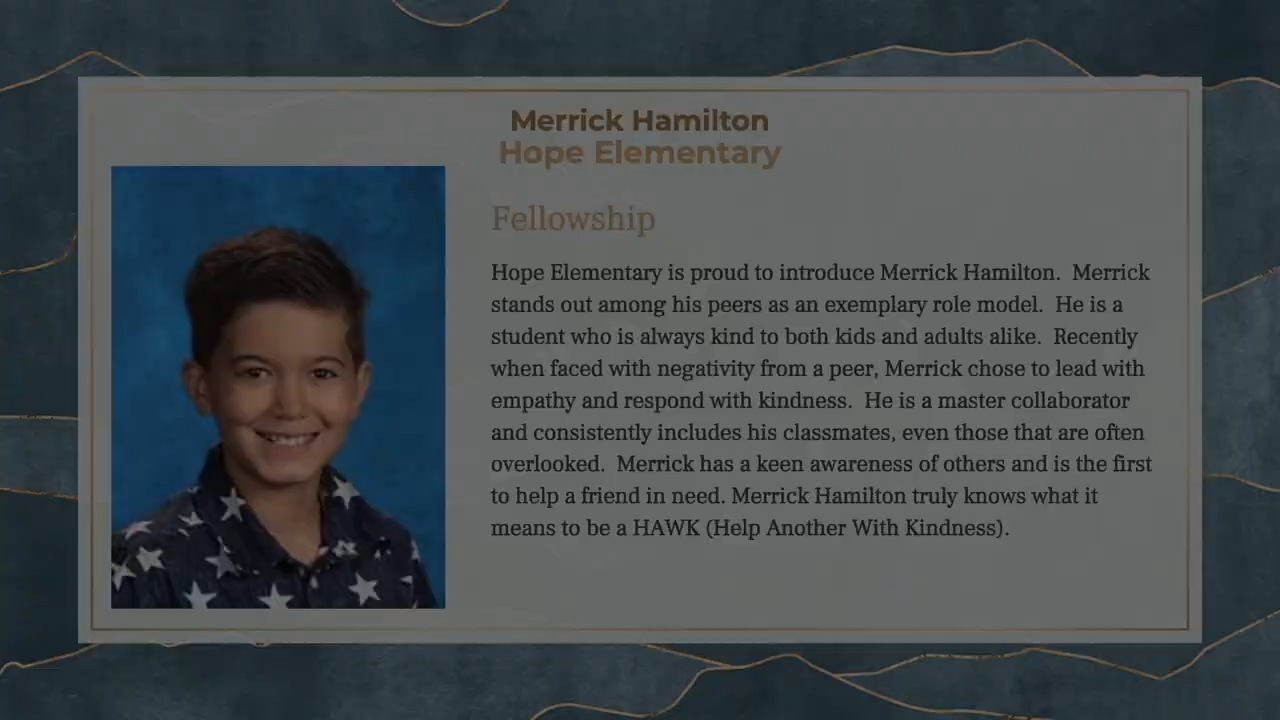 Merrick Hamilton
Hope Elementary
Fellowship
Hope Elementary is proud to introduce Merrick Hamilton.  Merrick
stands out among his peers as an exemplary role model.  He is a
student who is always kind to both kids and adults alike.  Recently
when faced with negativity from a peer, Merrick chose to lead with
empathy and respond with kindness.  He is a master collaborator
and consistently includes his classmates, even those that are often
overlooked.  Merrick has a keen awareness of others and is the first
to help a friend in need. Merrick Hamilton truly knows what it
means to be a HAWK (Help Another With Kindness).